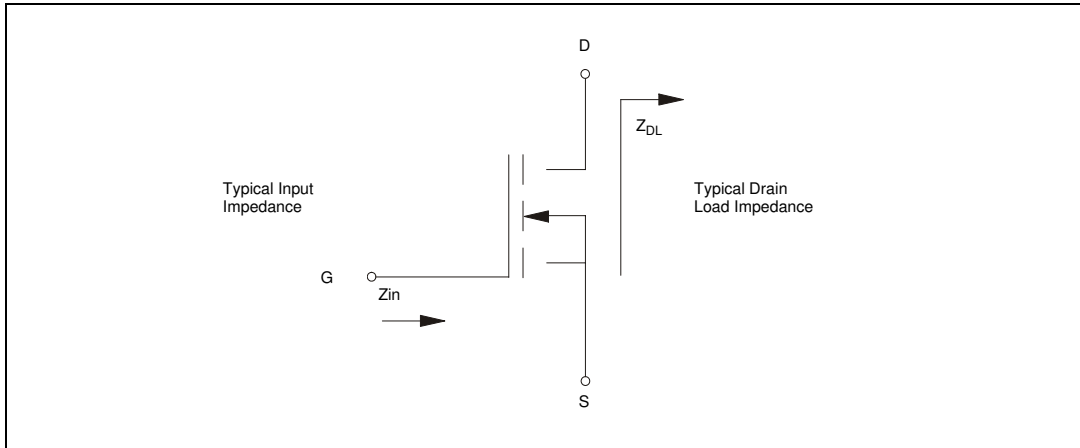 D
Z_DL
Typical Input
Impedance
Typical Drain
Load Impedance
G
Zin
S